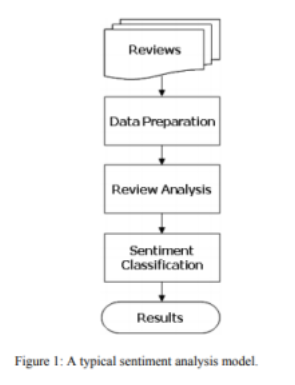 Reviews
Data Preparation
Review Analysis
Sentiment
Classification
Results
Figure 1: A typical sentiment analysis model.